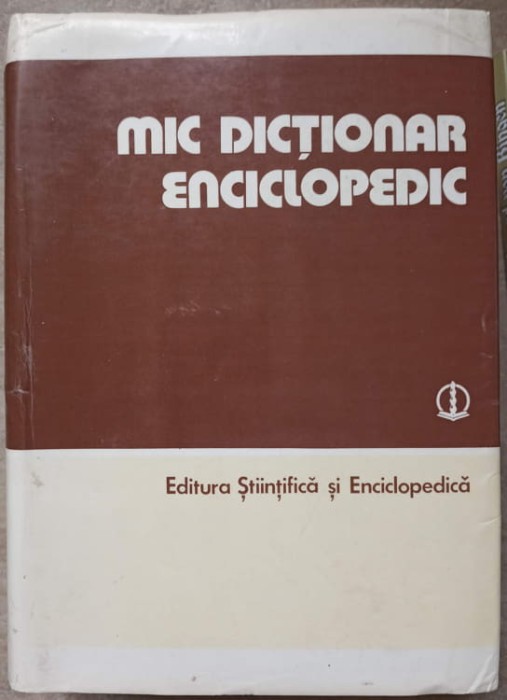 MIC DICȚIONAR
ENCICLOPEDIC
Editura Științifică și Enciclopedică